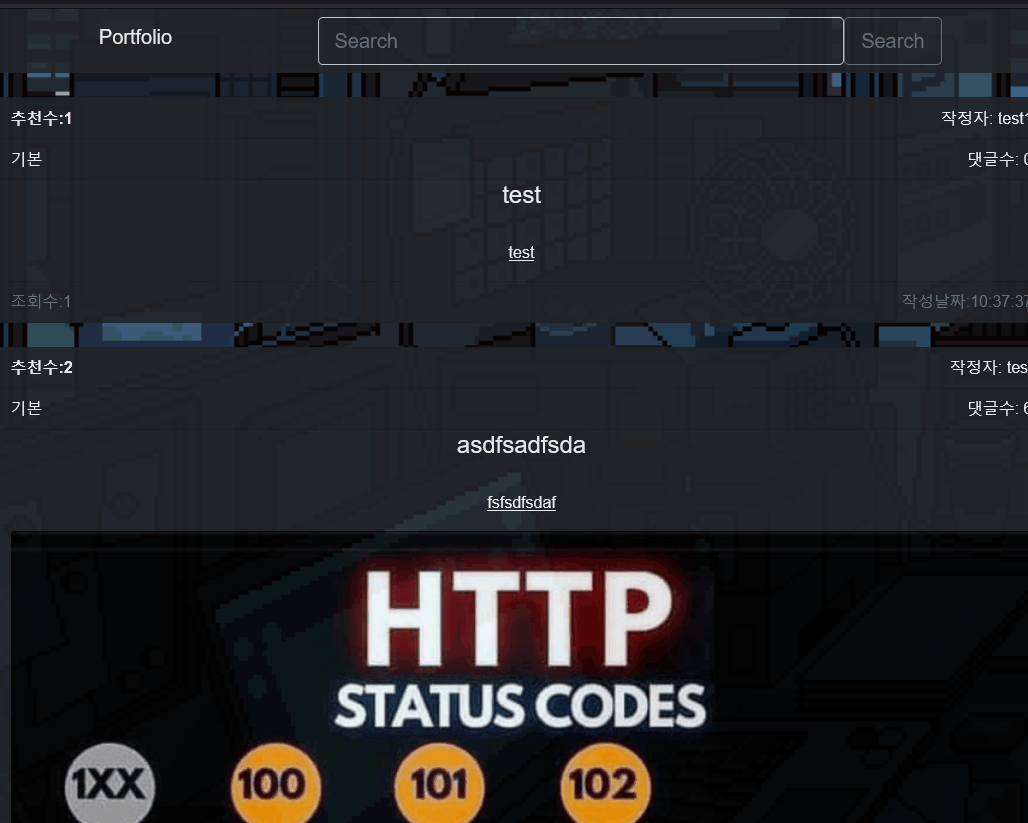 Portfolio Search Search
추천수:1 작정자: test1
기본 댓글수: 0
test
test
조회수:1 작성날짜:10:37:37
추천수:2 작정자: tes
기본 댓글수: 6
asdfsadfsda
fsfsdfsdaf
HTTP
STATUS CODES
1XX 100 101 102